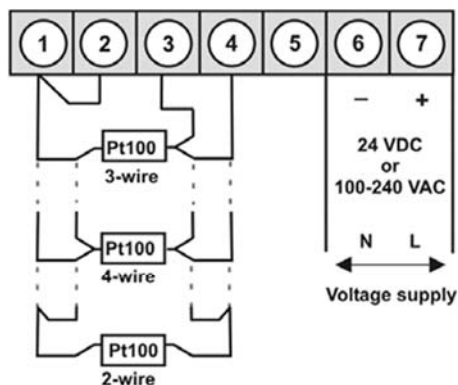 1 2 3 4 5 6 7
− +
Pt100
3-wire
24 VDC
or
100-240 VAC
Pt100
4-wire
N L
Voltage supply
Pt100
2-wire